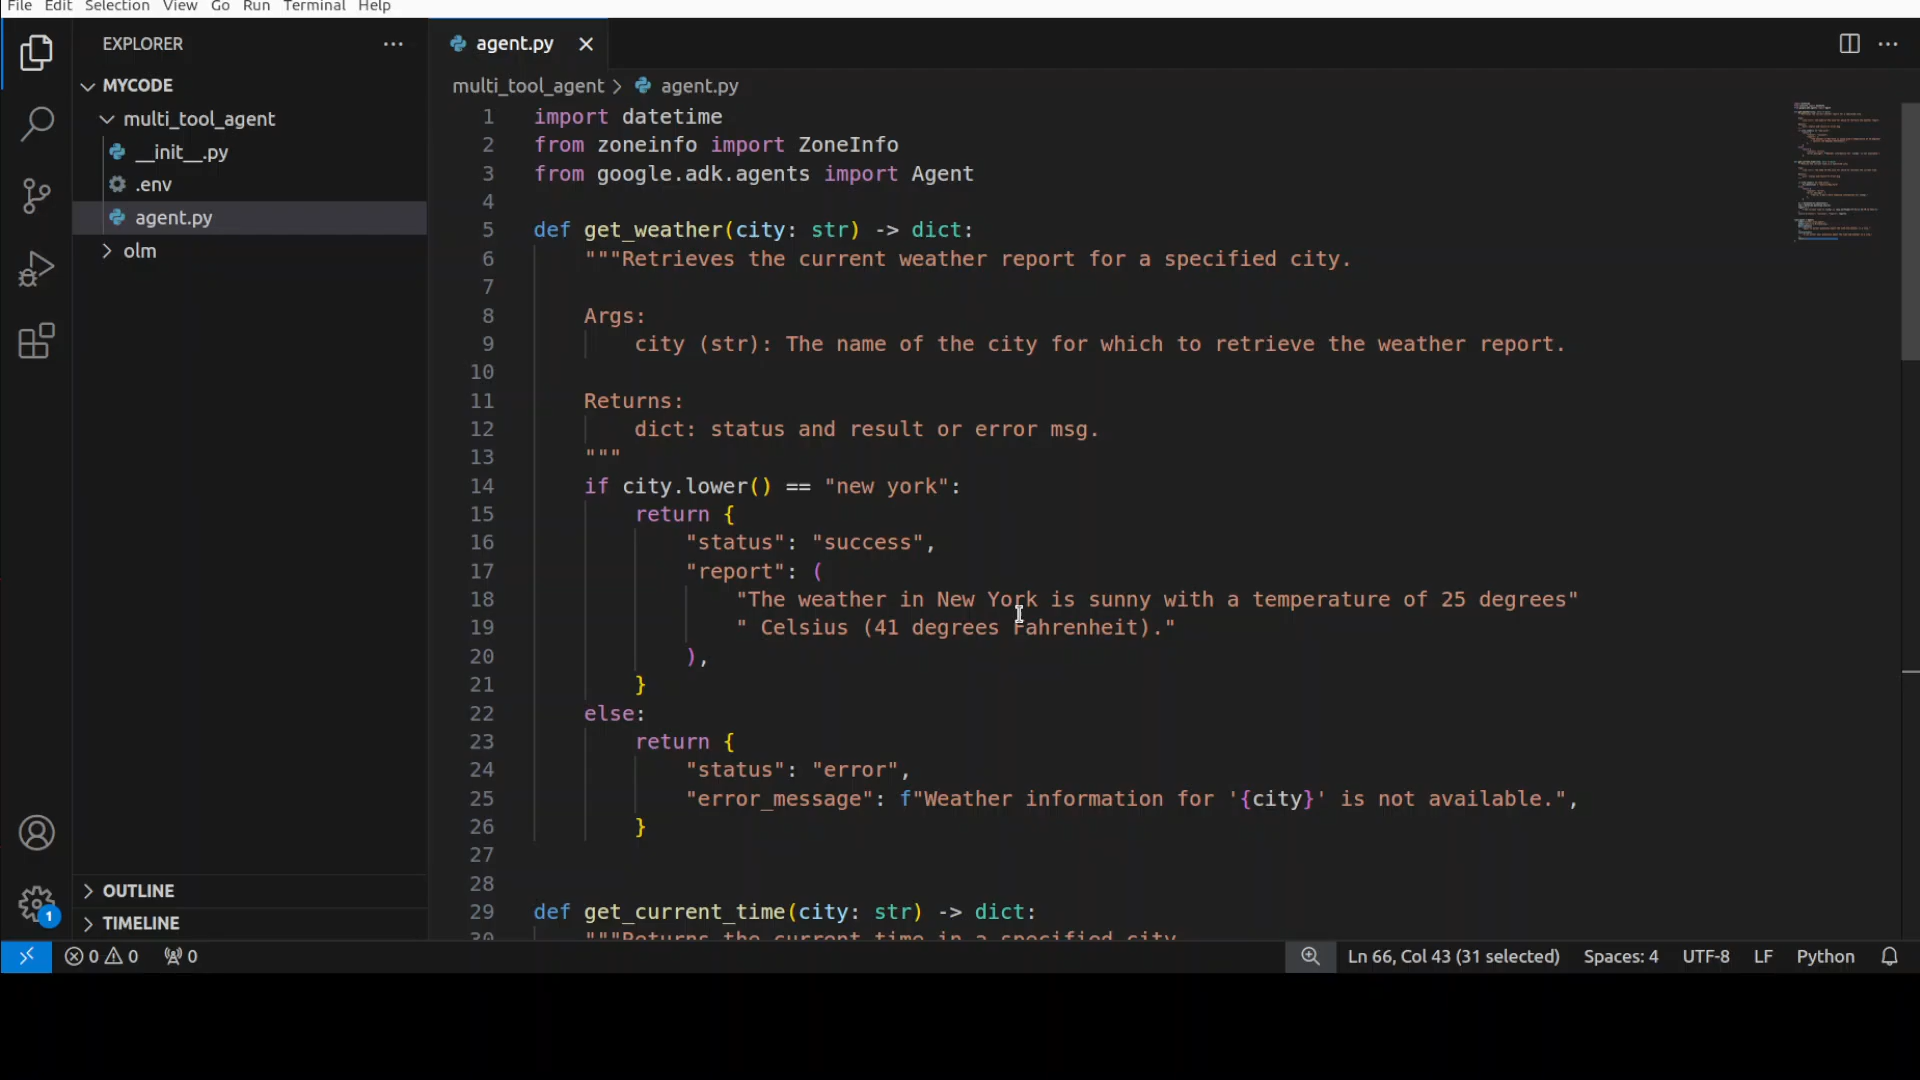 File Edit Selection View Go Run Terminal Help
EXPLORER
MYCODE
multi_tool_agent
__init__.py
.env
agent.py
olm
OUTLINE
TIMELINE
agent.py
multi_tool_agent > agent.py
1 import datetime
2 from zoneinfo import ZoneInfo
3 from google.adk.agents import Agent
4
5 def get_weather(city: str) -> dict:
6 """Retrieves the current weather report for a specified city.
7
8 Args:
9 city (str): The name of the city for which to retrieve the weather report.
10
11 Returns:
12 dict: status and result or error msg.
13 """
14 if city.lower() == "new york":
15 return {
16 "status": "success",
17 "report": (
18 "The weather in New York is sunny with a temperature of 25 degrees"
19 " Celsius (41 degrees Fahrenheit)."
20 ),
21 }
22 else:
23 return {
24 "status": "error",
25 "error_message": f"Weather information for '{city}' is not available.",
26 }
27
28
29 def get_current_time(city: str) -> dict:
30 """Returns the current time in a specified city
1
0 0 0
Ln 66, Col 43 (31 selected) Spaces: 4 UTF-8 LF Python